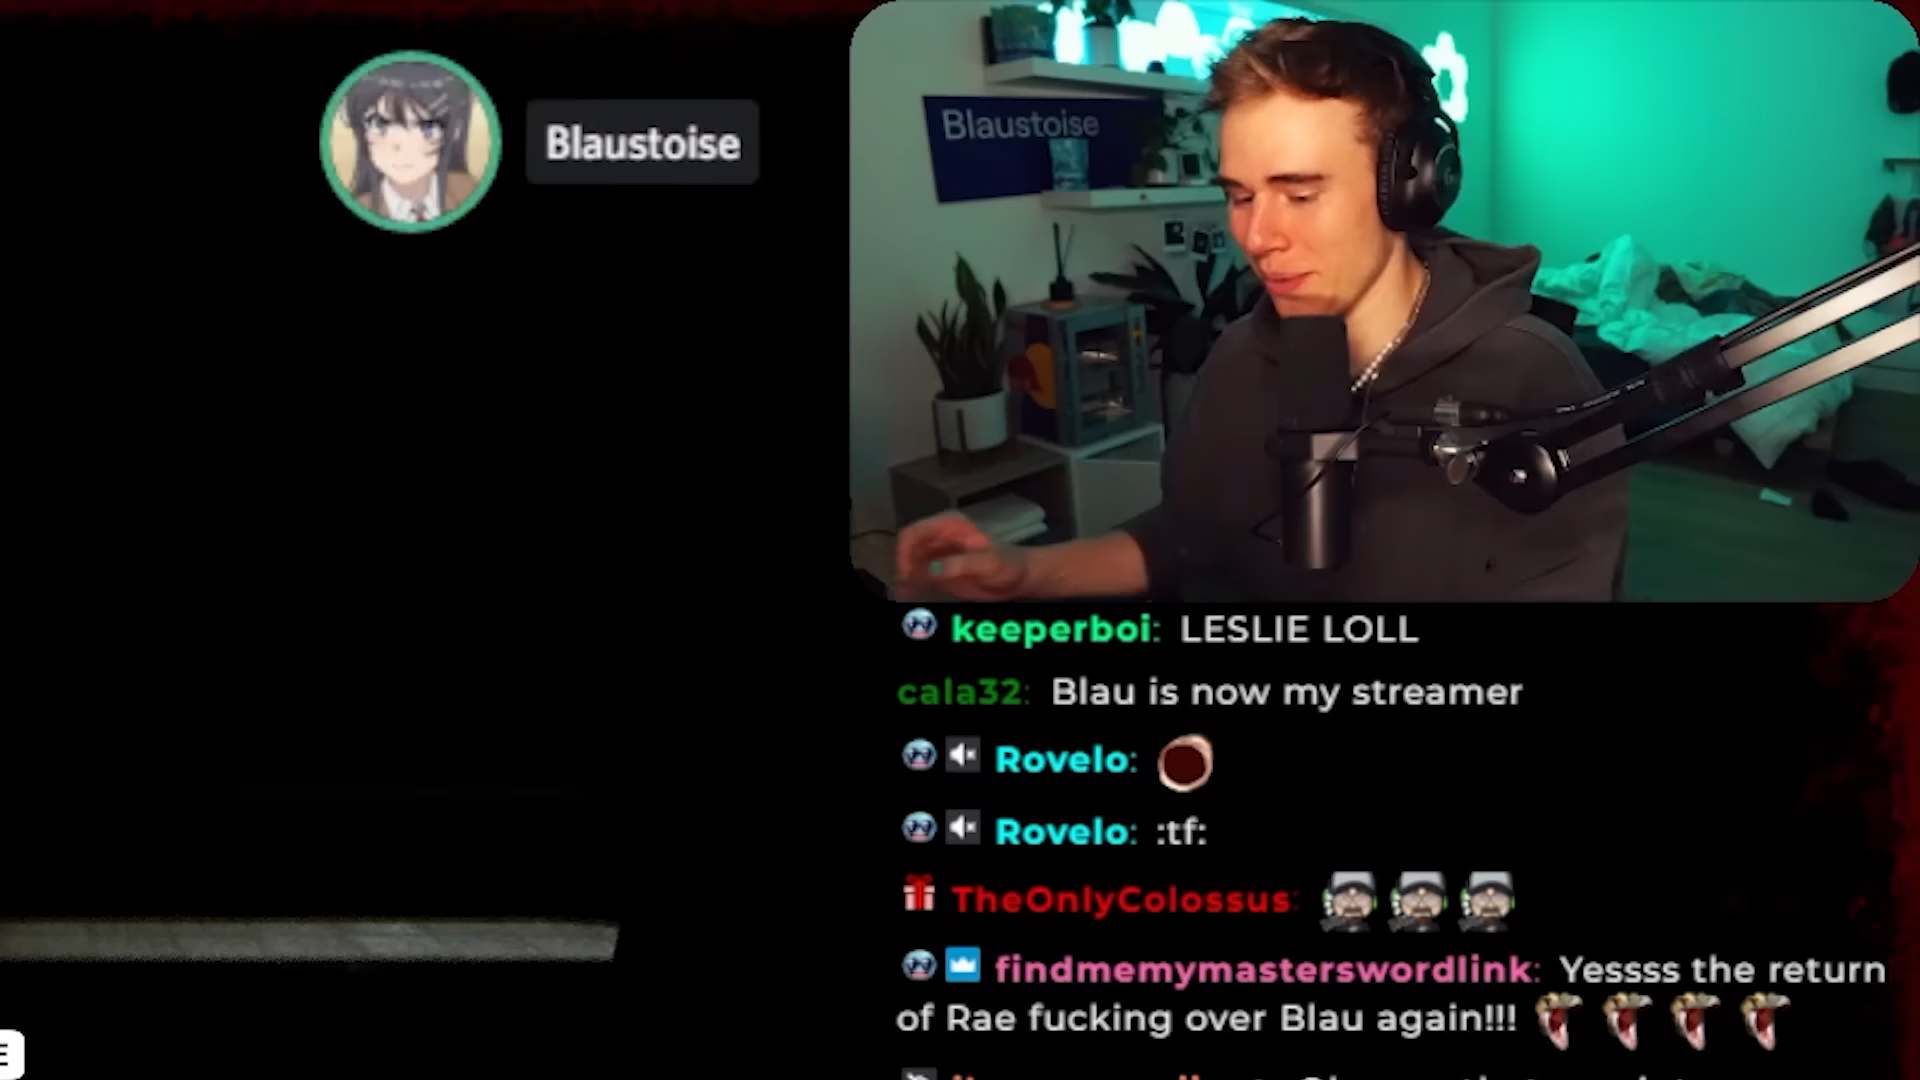 Blaustoise
Blaustoise
keeperboi: LESLIE LOLL
cala32: Blau is now my streamer
Rovelo:
Rovelo: :tf:
TheOnlyColossus:
findmemymasterswordlink: Yessss the return
of Rae fucking over Blau again!!!
E